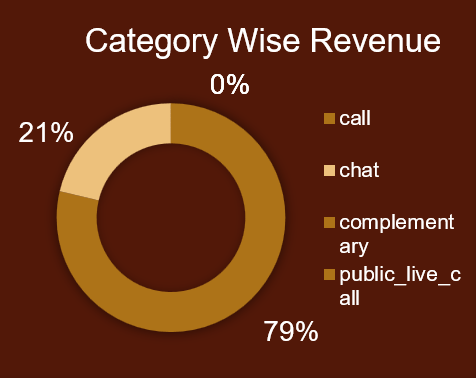 Category Wise Revenue
0%
21%
call
chat
complement
ary
public_live_c
all
79%